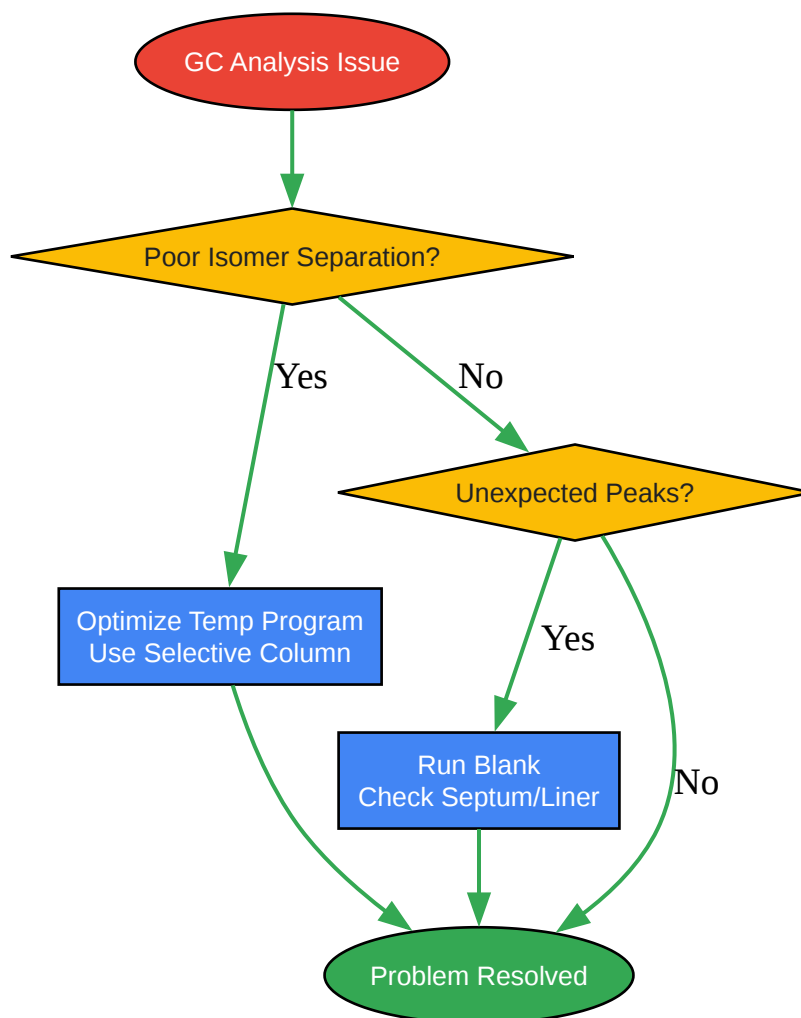 GC Analysis Issue
Poor Isomer Separation?
Yes
No
Unexpected Peaks?
Optimize Temp Program
Use Selective Column
Yes
Run Blank
Check Septum/Liner
No
Problem Resolved